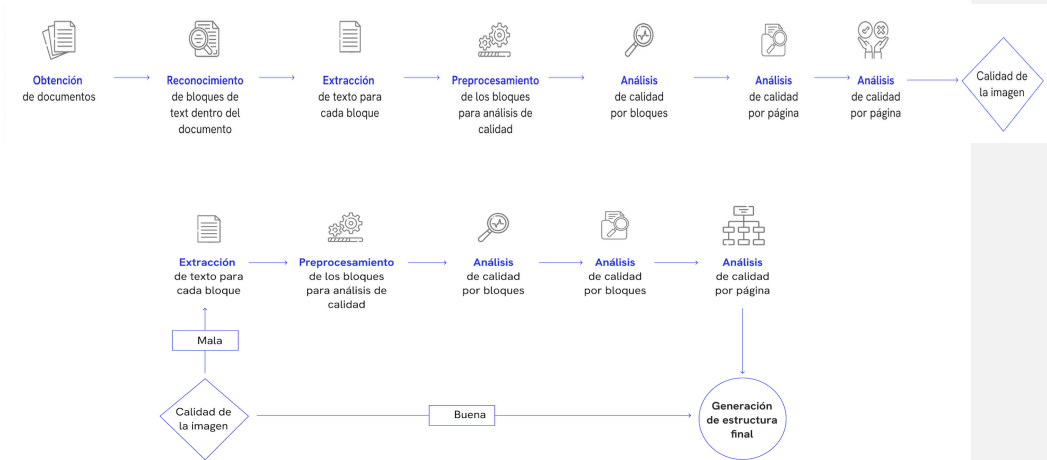 Obtención
de documentos
Reconocimiento
de bloques de
text dentro del
documento
Extracción
de texto para
cada bloque
Preprocesamiento
de los bloques
para análisis de
calidad
Análisis
de calidad
por bloques
Análisis
de calidad
por página
Análisis
de calidad
por página
Calidad de
la imagen
Extracción
de texto para
cada bloque
Preprocesamiento
de los bloques
para análisis de
calidad
Análisis
de calidad
por bloques
Análisis
de calidad
por bloques
Análisis
de calidad
por página
Mala
Calidad de
la imagen
Buena
Generación
de estructura
final